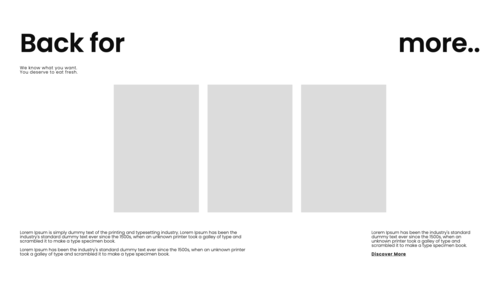 Back for
more..
We know what you want.
You deserve to eat fresh.
Lorem Ipsum is simply dummy text of the printing and typesetting industry. Lorem Ipsum has been the
industry's standard dummy text ever since the 1500s, when an unknown printer took a galley of type and
scrambled it to make a type specimen book.
Lorem Ipsum has been the industry's standard dummy text ever since the 1500s, when an unknown printer
took a galley of type and scrambled it to make a type specimen book.
Lorem Ipsum has been the industry's standard
dummy text ever since the 1500s, when an
unknown printer took a galley of type and
scrambled it to make a type specimen book
Discover More